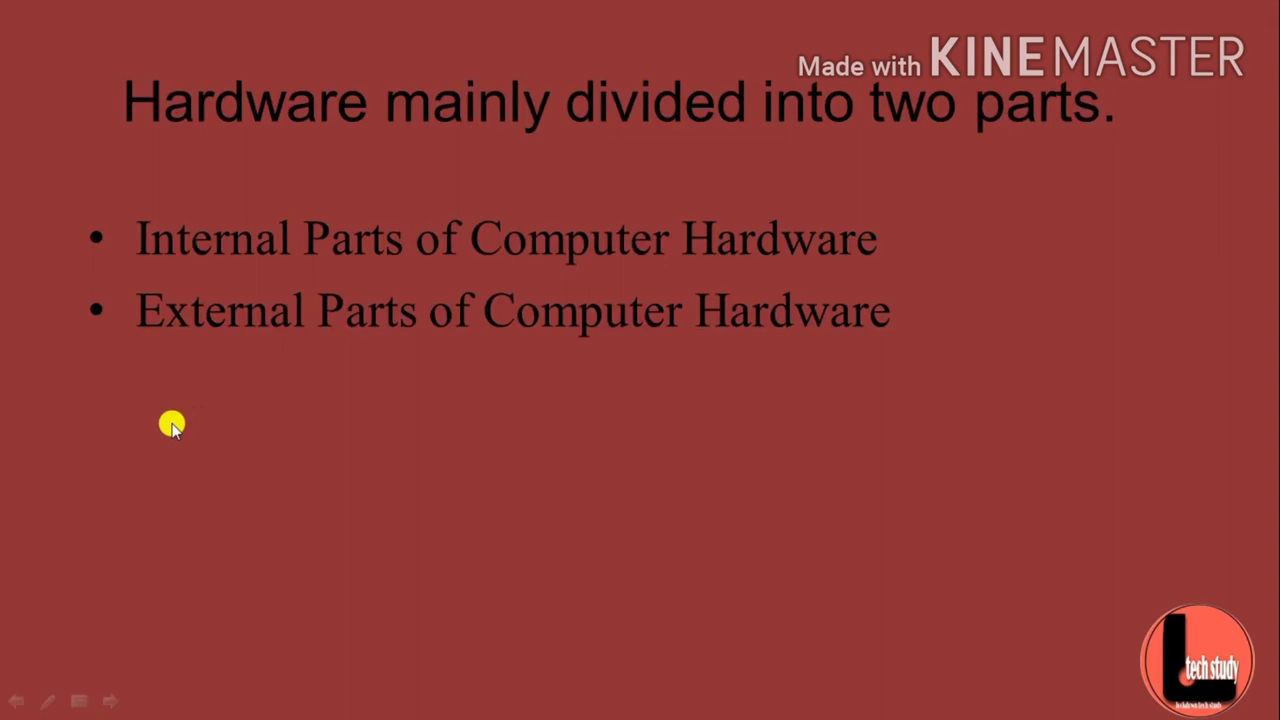 Made with KINEMASTER
Hardware mainly divided into two parts.
• Internal Parts of Computer Hardware
• External Parts of Computer Hardware
L
tech study